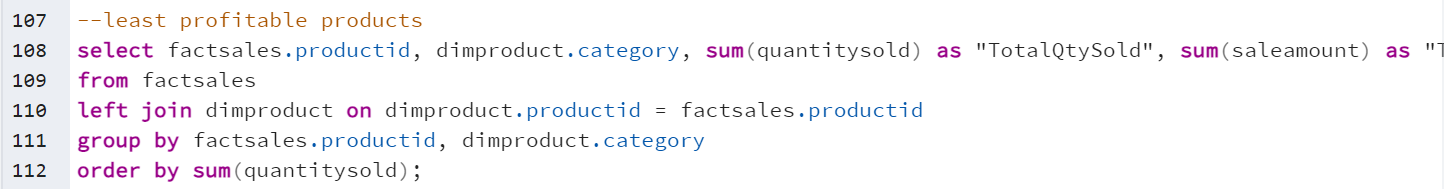 107 --least profitable products
108 select factsales.productid, dimproduct.category, sum(quantitysold) as "TotalQtySold", sum(saleamount) as
109 from factsales
110 left join dimproduct on dimproduct.productid = factsales.productid
111 group by factsales.productid, dimproduct.category
112 order by sum(quantitysold);